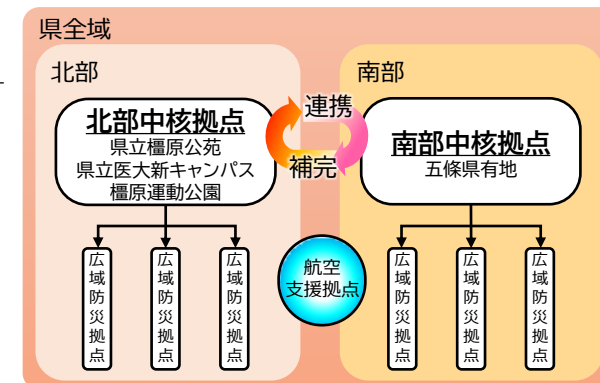 県全域
北部
南部
北部中核拠点
県立橿原公苑
県立医大新キャンパス
橿原運動公園
連携
補完
南部中核拠点
五條県有地
広域防災拠点
広域防災拠点
広域防災拠点
航空
支援拠点
広域防災拠点
広域防災拠点
広域防災拠点